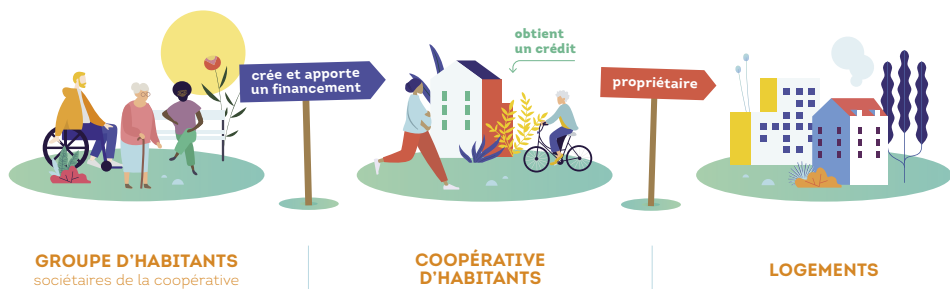 crée et apporte
un financement
obtient
un crédit
propriétaire
GROUPE D'HABITANTS
sociétaires de la coopérative
COOPÉRATIVE
D'HABITANTS
LOGEMENTS